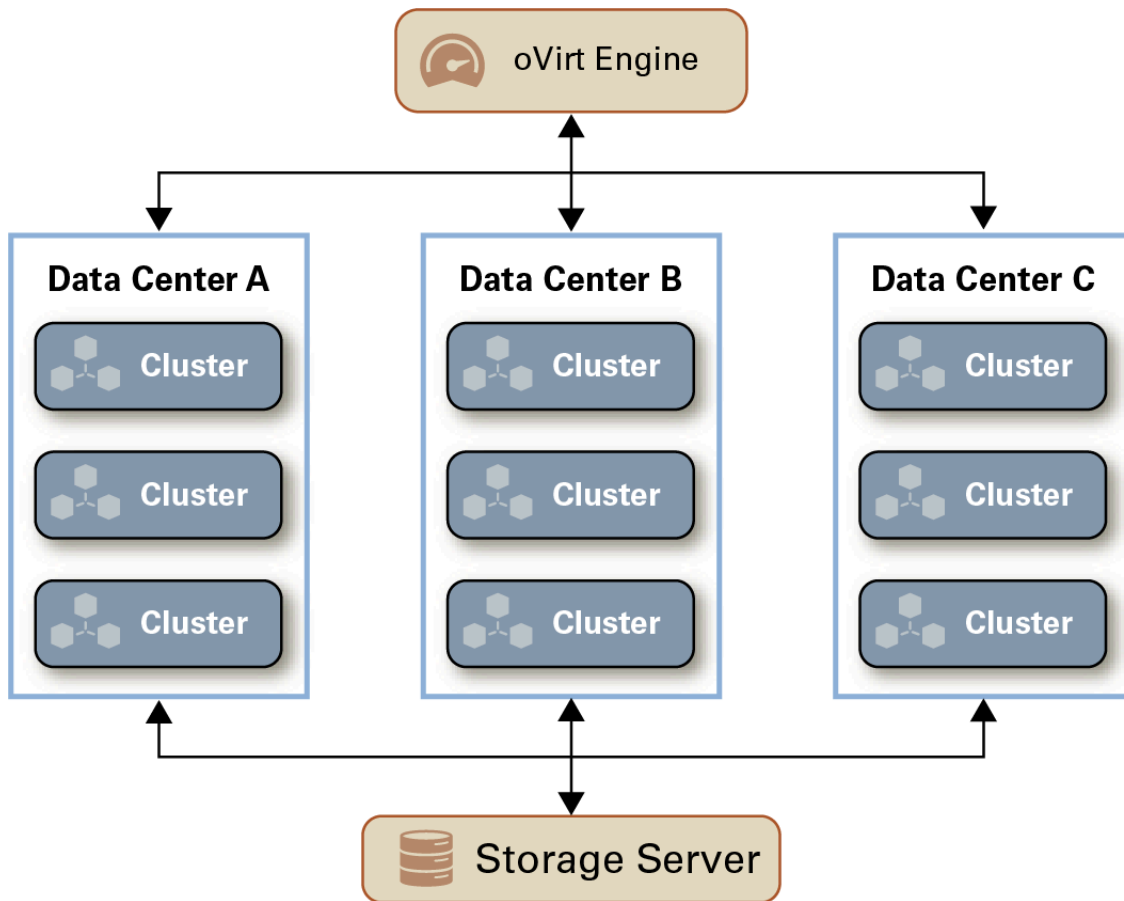 oVirt Engine
Data Center A
Cluster
Cluster
Cluster
Data Center B
Cluster
Cluster
Cluster
Data Center C
Cluster
Cluster
Cluster
Storage Server